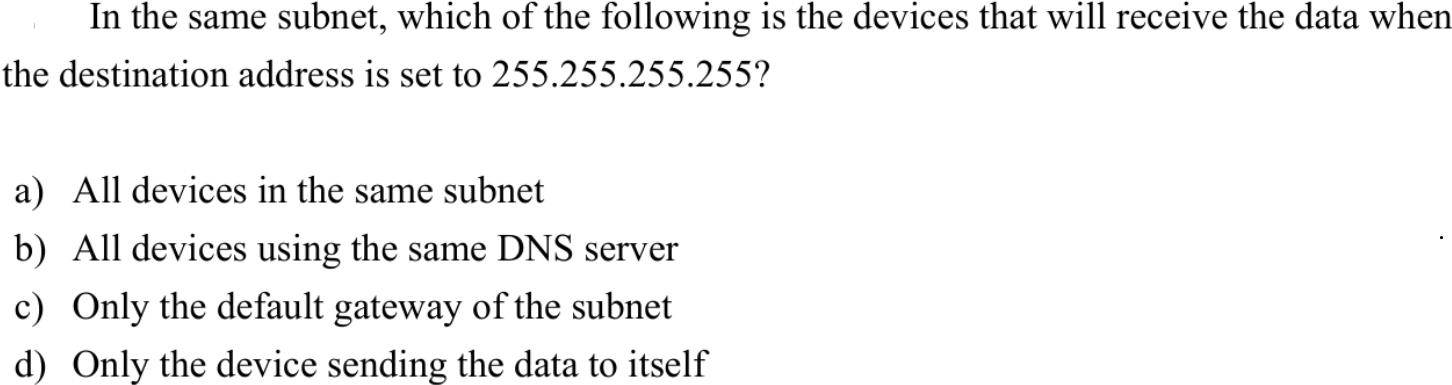 In the same subnet, which of the following is the devices that will receive the data when
the destination address is set to 255.255.255.255?
a) All devices in the same subnet
b) All devices using the same DNS server
c) Only the default gateway of the subnet
d) Only the device sending the data to itself